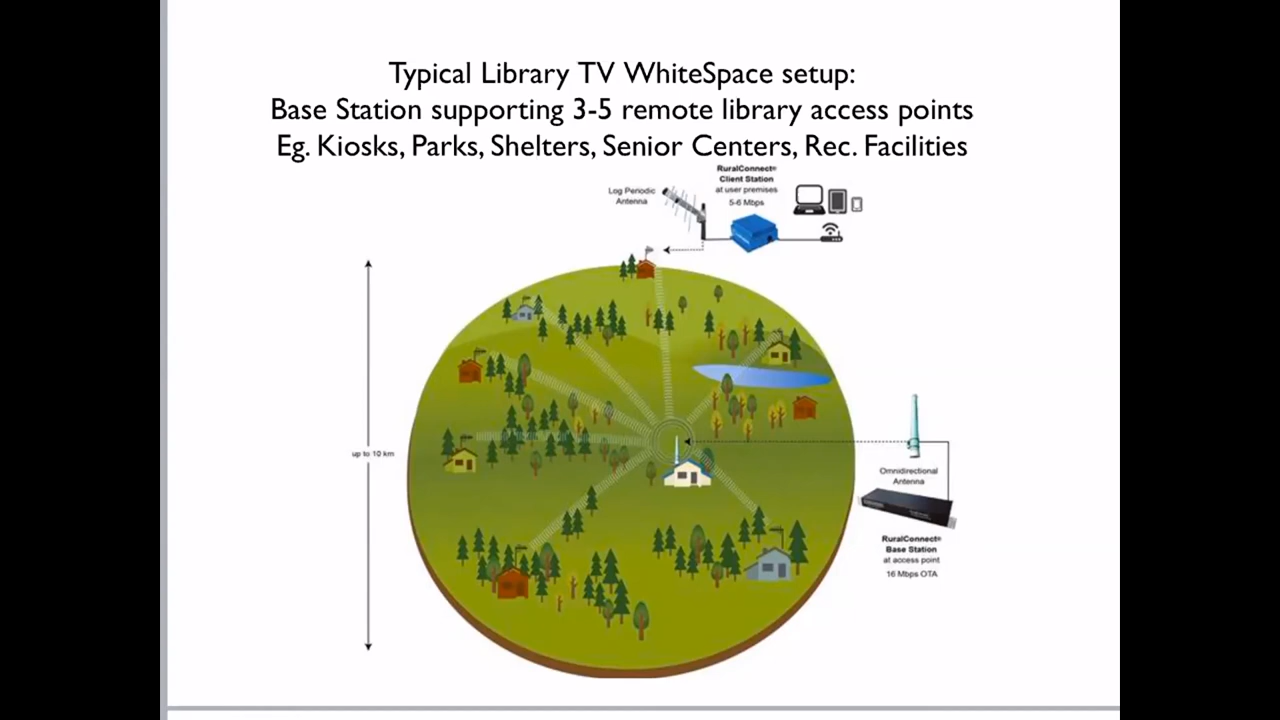 Typical Library TV WhiteSpace setup:
Base Station supporting 3-5 remote library access points
Eg. Kiosks, Parks, Shelters, Senior Centers, Rec. Facilities
RuralConnect®
Client Station
at user premises
5-6 Mbps
Log Periodic
Antenna
up to 10 km
Omnidirectional
Antenna
RuralConnect®
Base Station
at access point
16 Mbps OTA